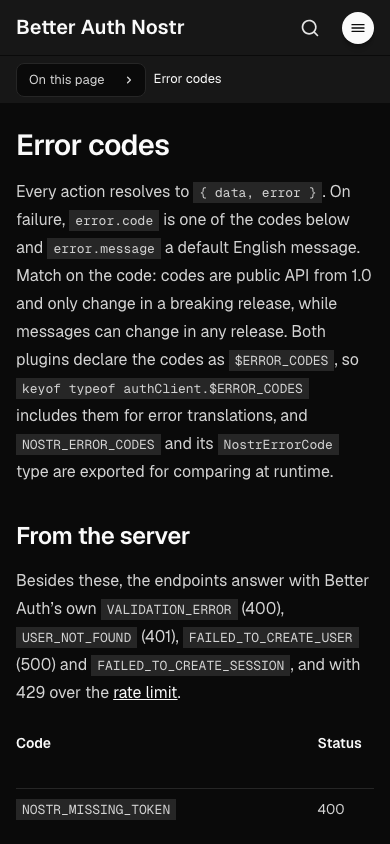 Better Auth Nostr
On this page
Error codes
Error codes
Every action resolves to { data, error }. On
failure, error.code is one of the codes below
and error.message a default English message.
Match on the code: codes are public API from 1.0
and only change in a breaking release, while
messages can change in any release. Both
plugins declare the codes as $ERROR_CODES, so
keyof typeof authClient.$ERROR_CODES
includes them for error translations, and
NOSTR_ERROR_CODES and its NostrErrorCode
type are exported for comparing at runtime.
From the server
Besides these, the endpoints answer with Better
Auth’s own VALIDATION_ERROR (400),
USER_NOT_FOUND (401), FAILED_TO_CREATE_USER
(500) and FAILED_TO_CREATE_SESSION, and with
429 over the rate limit.
Code Status
NOSTR_MISSING_TOKEN 400